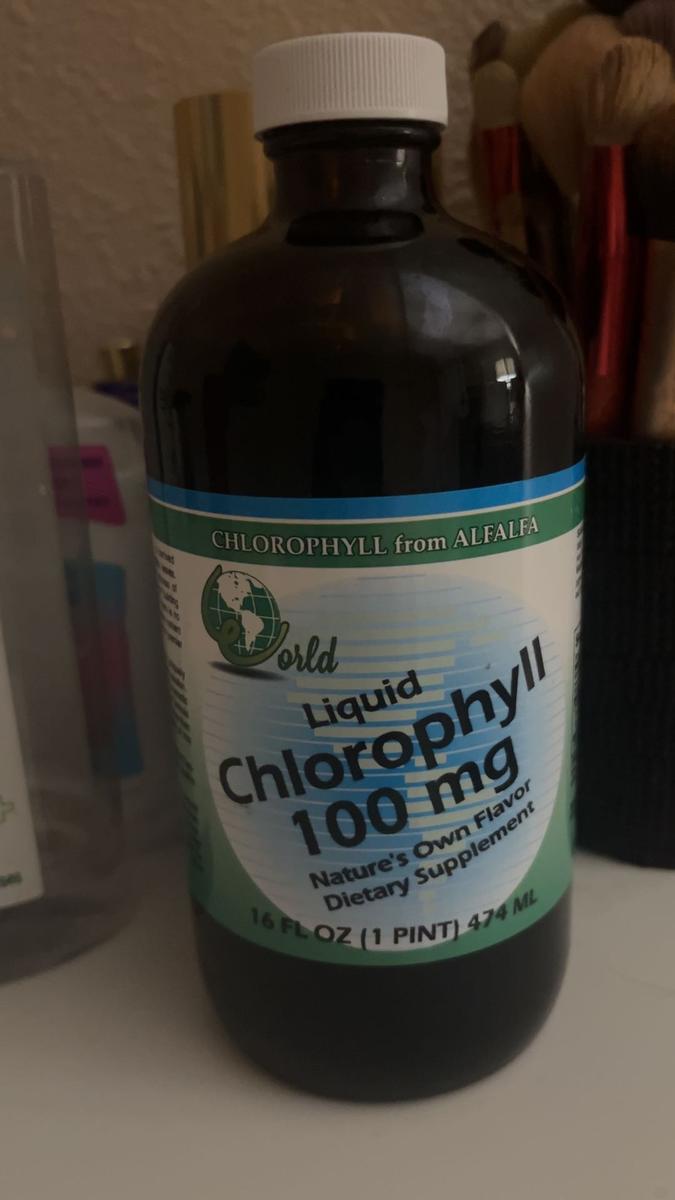 CHLOROPHYLL from ALFALFA
World
Liquid
Chlorophyll
100 mg
Nature's Own Flavor
Dietary Supplement
16 FL OZ (1 PINT) 474 ML